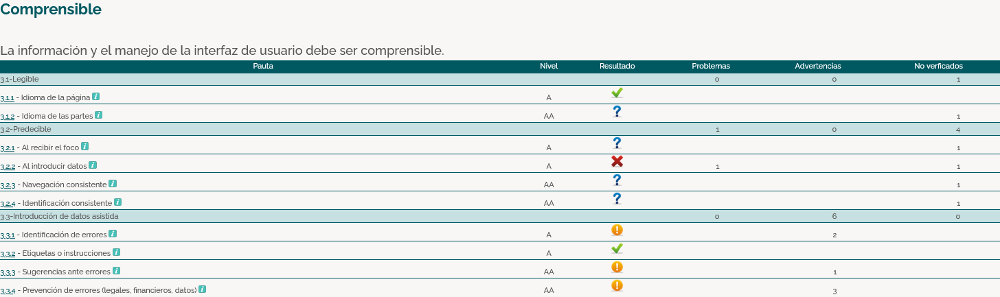 Comprensible
La información y el manejo de la interfaz de usuario debe ser comprensible.
Pauta Nivel Resultado Problemas Advertencias No verficados
3.1-Legible 0 0 1
3.1.1 - Idioma de la página i A
3.1.2 - Idioma de las partes i AA ? 1
3.2-Predecible 1 0 4
3.2.1 - Al recibir el foco i A ? 1
3.2.2 - Al introducir datos i A 1 1
3.2.3 - Navegación consistente i AA ? 1
3.2.4 - Identificación consistente i AA ? 1
3.3-Introducción de datos asistida 0 6 0
3.3.1 - Identificación de errores i A ! 2
3.3.2 - Etiquetas o instrucciones i A
3.3.3 - Sugerencias ante errores i AA ! 1
3.3.4 - Prevención de errores (legales, financieros, datos) i AA ! 3